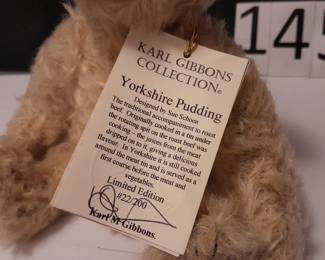 145
KARL GIBBONS
COLLECTION©
Yorkshire Pudding
Designed by Sue Schoen
The traditional accompaniment to roast
beef. Originally cooked in a tin under
the rotating spit on the roast beef was
cooking - the juices from the meat
dripped on to it, giving a delicious
flavour. In Yorkshire it is still cooked
around the meat tin and is served as a
first course before the meat and
vegetables.
Limited Edition
#22/200
Karl M Gibbons.